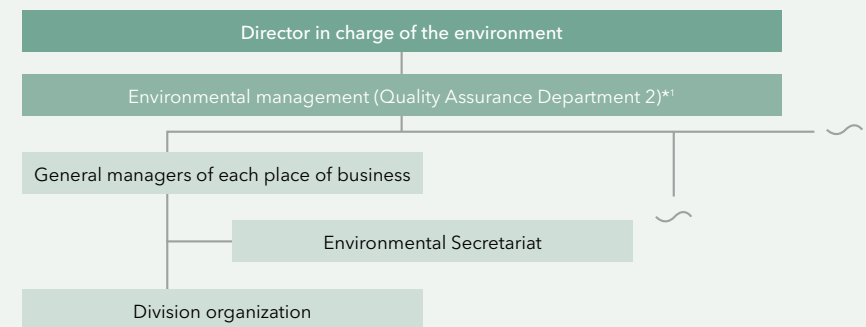 Director in charge of the environment
Environmental management (Quality Assurance Department 2)*¹
General managers of each place of business
Environmental Secretariat
Division organization